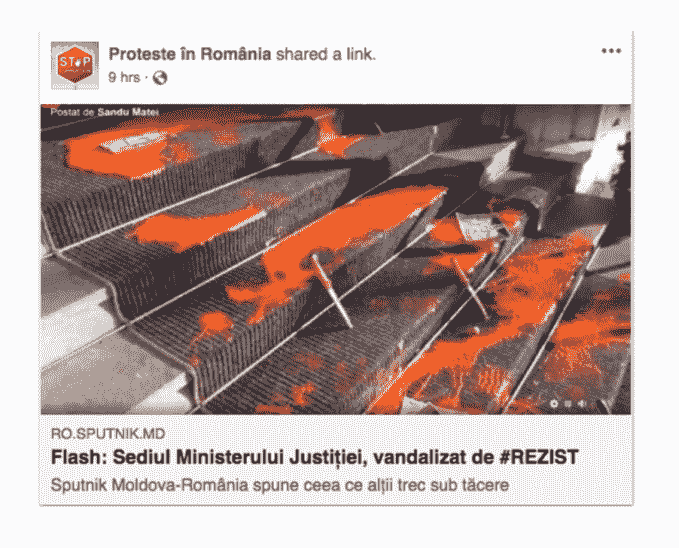 STOP
Proteste în România shared a link.
9 hrs ·
Postat de Sandu Matei
RO.SPUTNIK.MD
Flash: Sediul Ministerului Justiției, vandalizat de #REZIST
Sputnik Moldova-România spune ceea ce alții trec sub tăcere